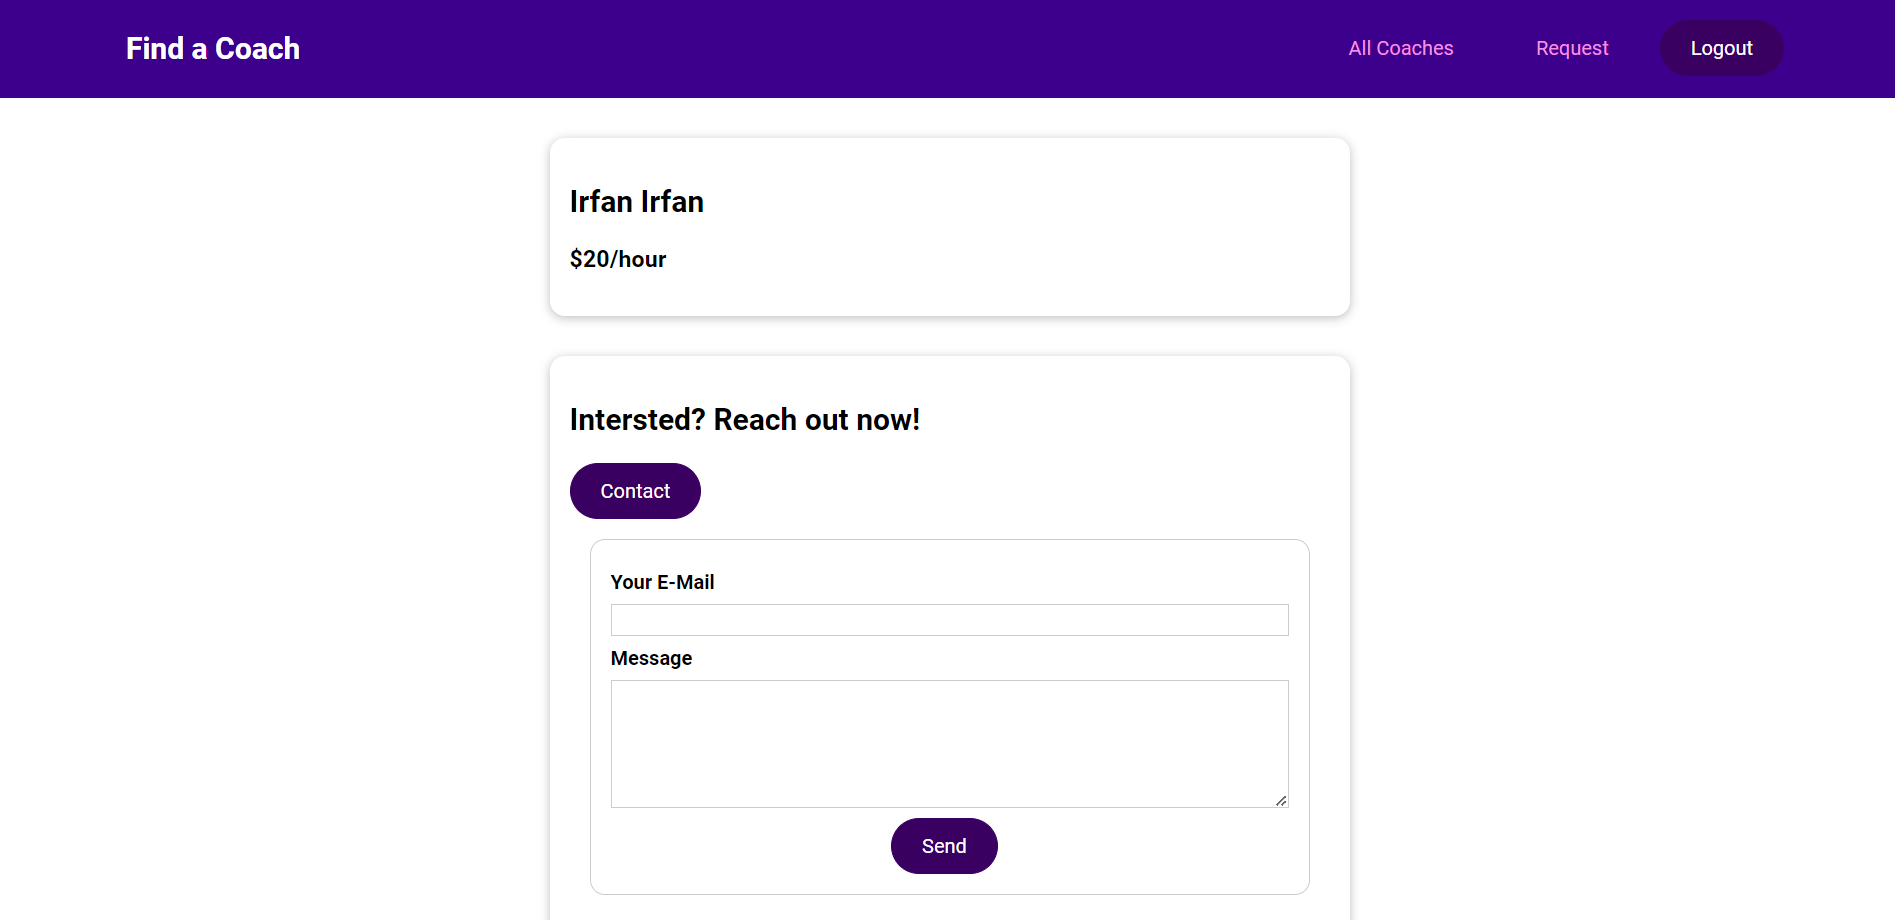 Find a Coach
All Coaches
Request
Logout
Irfan Irfan
$20/hour
Intersted? Reach out now!
Contact
Your E-Mail
Message
Send